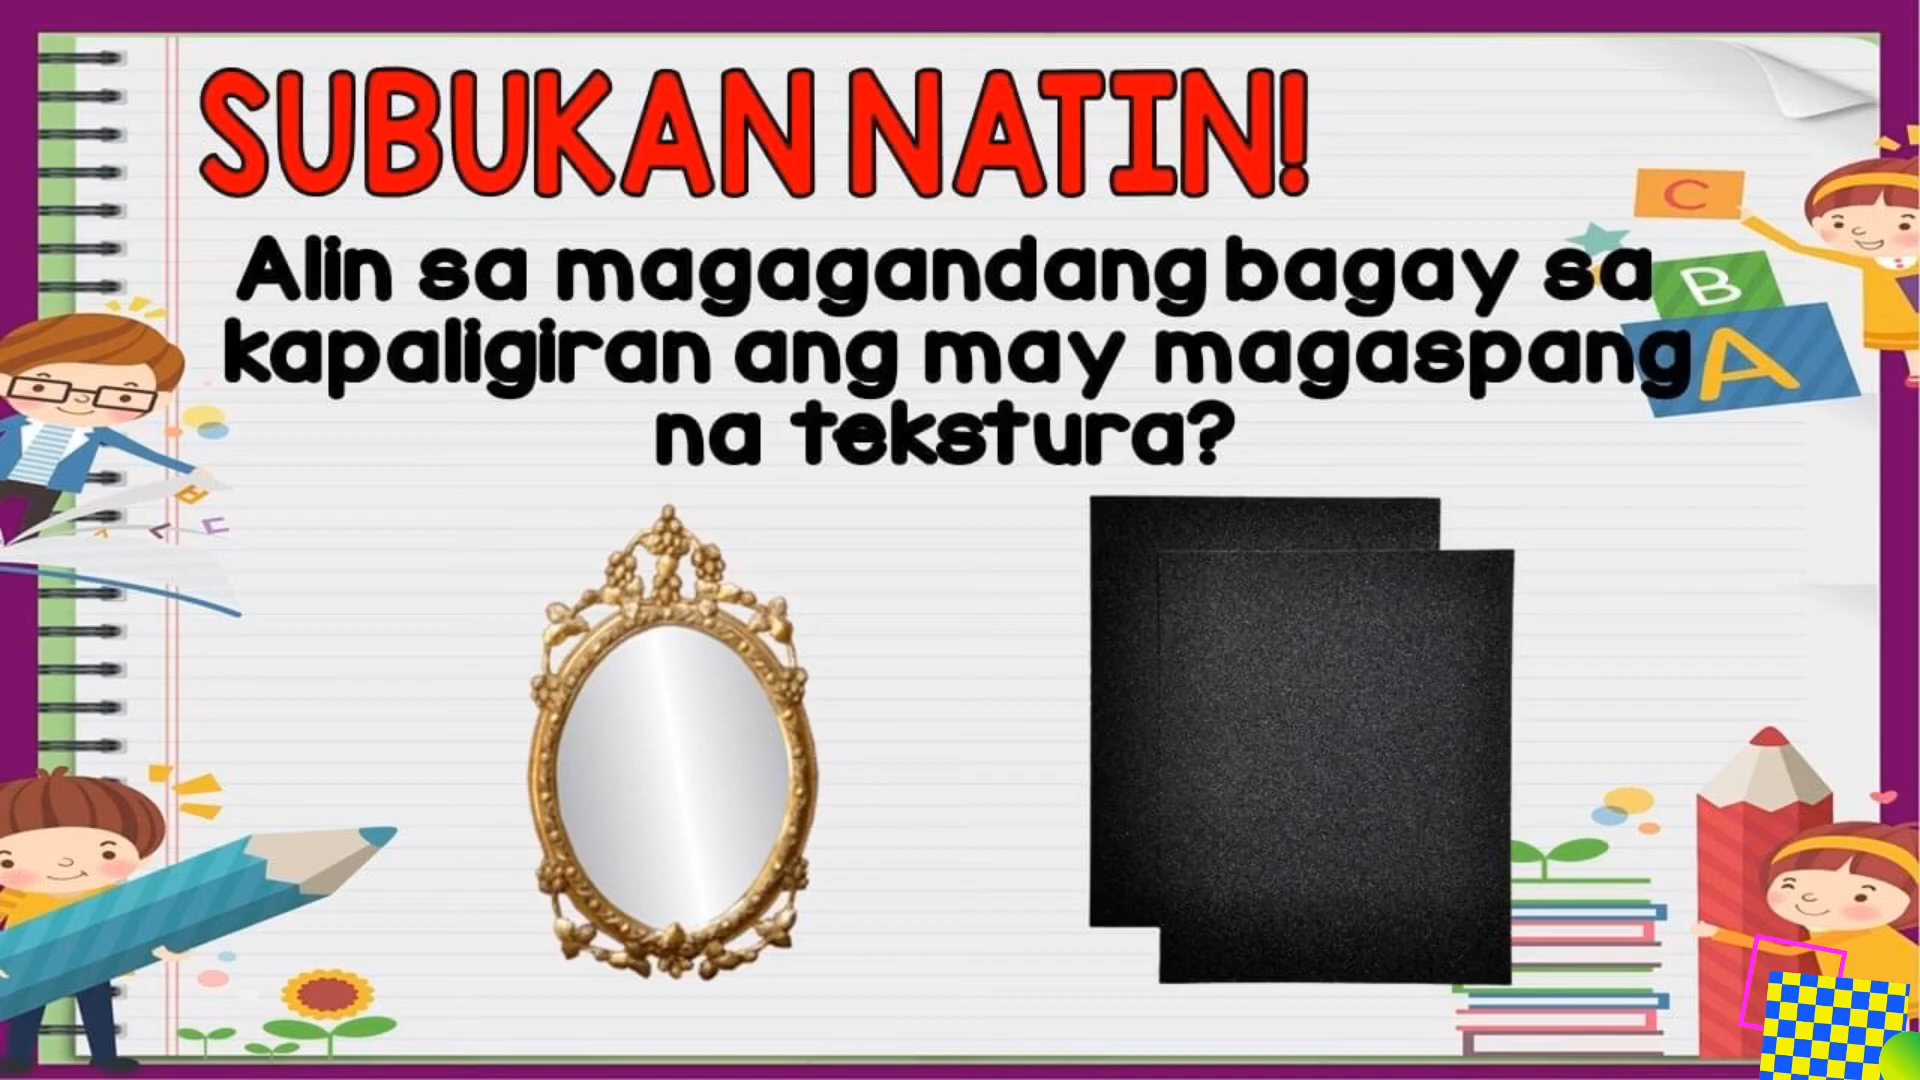 SUBUKAN NATIN!
Alin sa magagandang bagay sa
kapaligiran ang may magaspang
na tekstura?
C
B
A